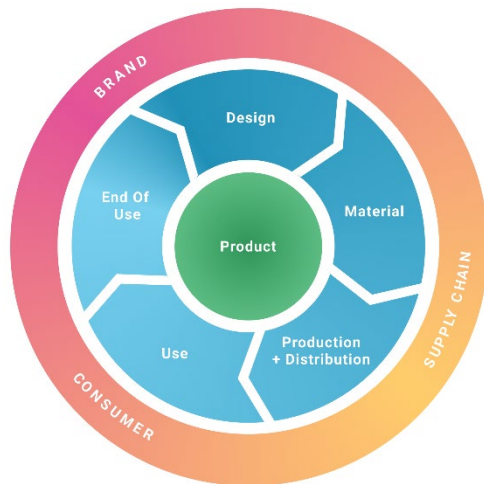 BRAND
Design
End Of
Use
Material
Product
SUPPLY CHAIN
Production
+ Distribution
Use
CONSUMER